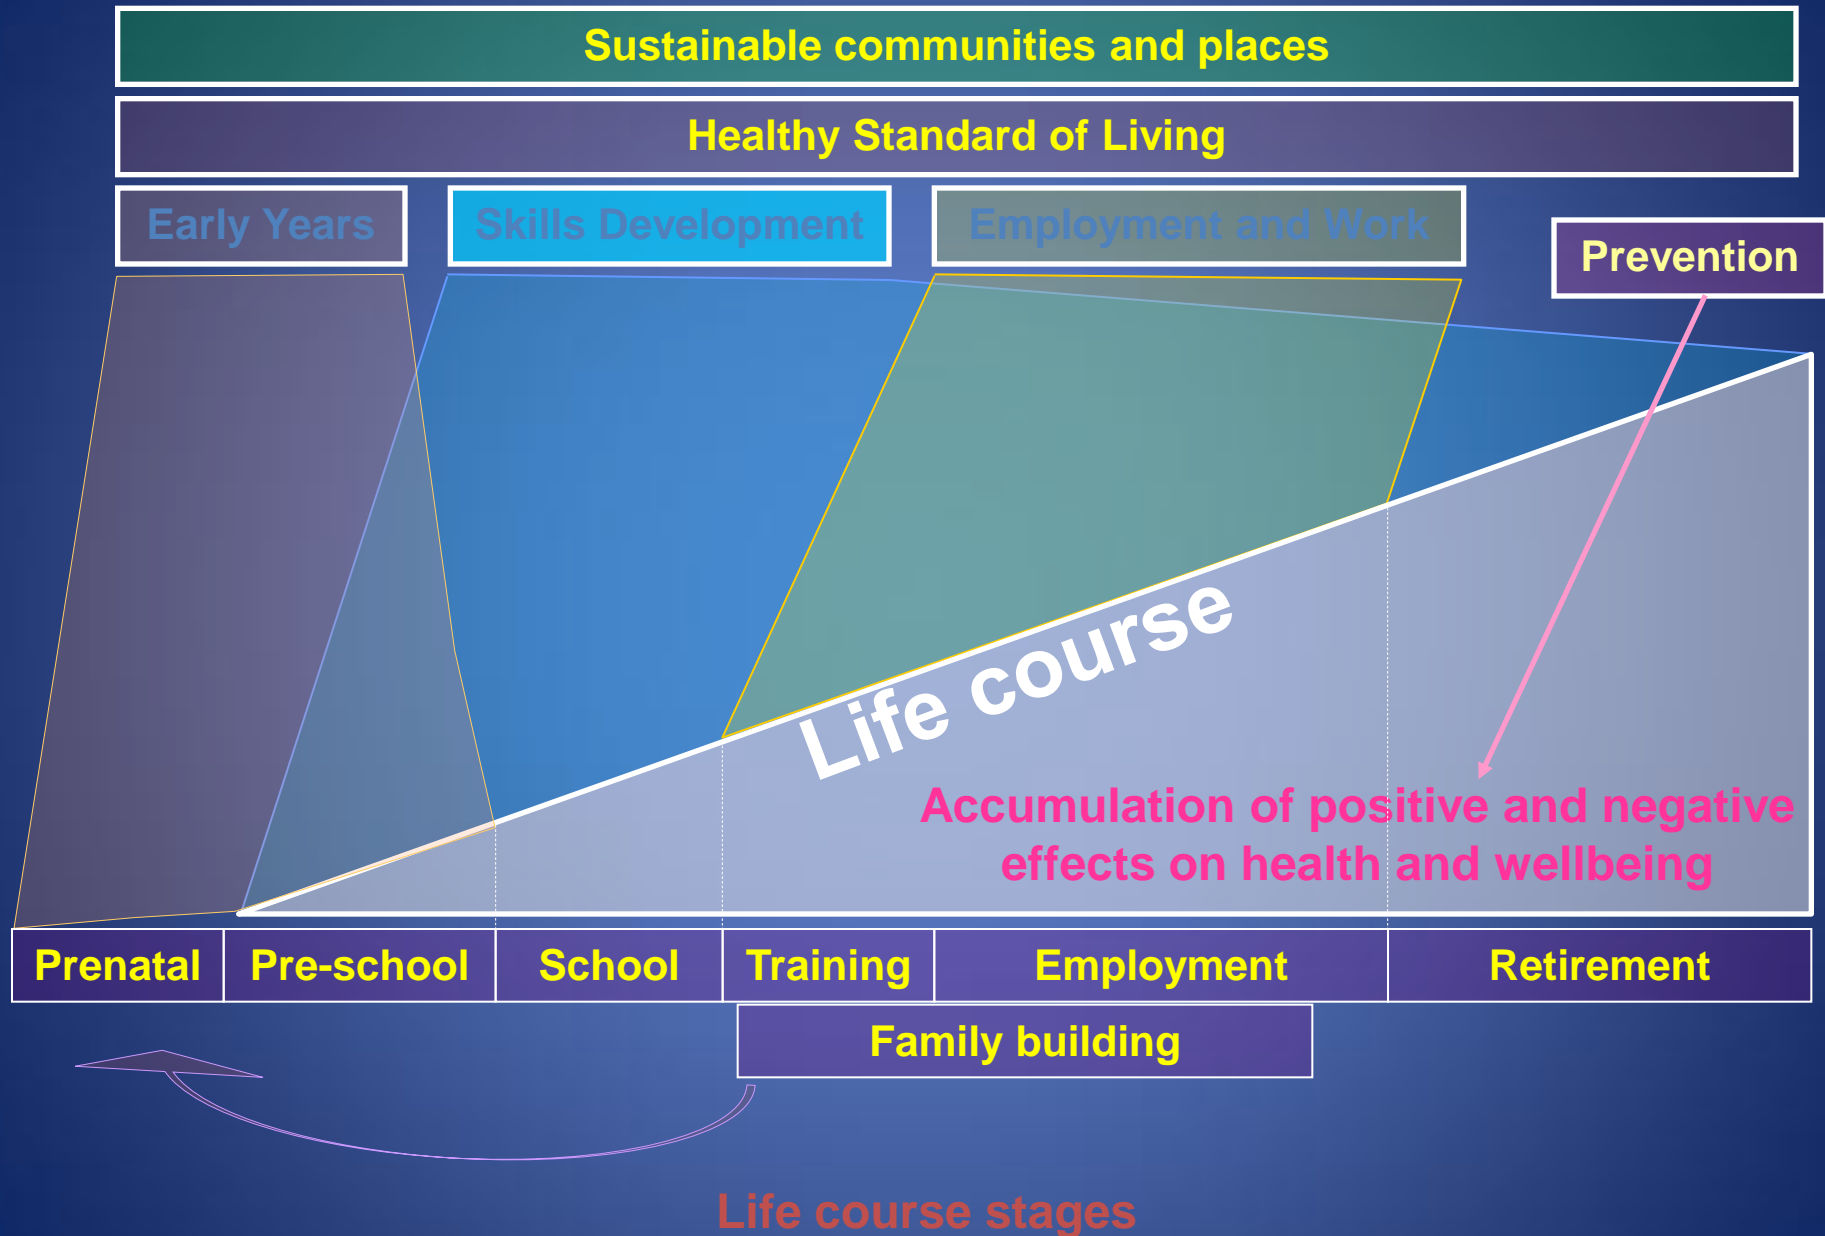 Sustainable communities and places
Healthy Standard of Living
Early Years
Skills Development
Employment and Work
Prevention
Life course
Accumulation of positive and negative
effects on health and wellbeing
Prenatal
Pre-school
School
Training
Employment
Retirement
Family building
Life course stages